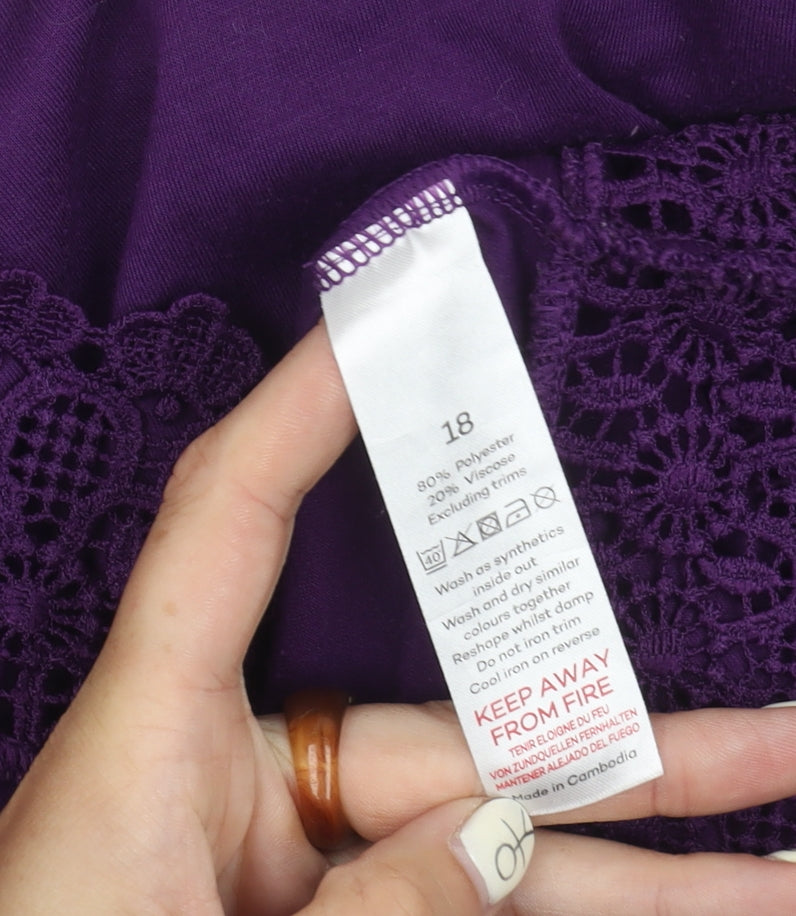 18
80% Polyester
20% Viscose
Excluding trims
40
Wash as synthetics
inside out
Wash and dry similar
colours together
Reshape whilst damp
Do not iron trim
Cool iron on reverse
KEEP AWAY
FROM FIRE
TENIR ELOIGNE DU FEU
VON ZUNDQUELLEN FERNHALTEN
MANTENER ALEJADO DEL FUEGO
Made in Cambodia